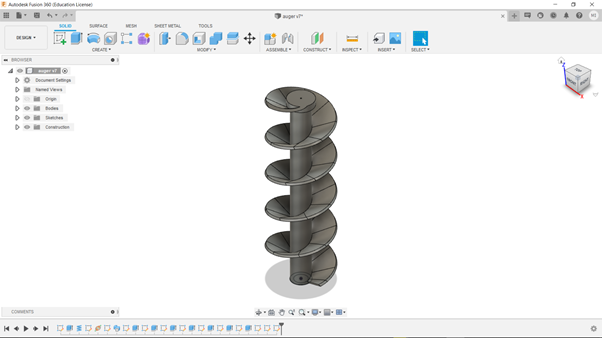 Autodesk Fusion 360 (Education License)
auger v7*
SOLID SURFACE MESH SHEET METAL TOOLS
DESIGN
CREATE MODIFY ASSEMBLE CONSTRUCT INSPECT INSERT SELECT
BROWSER
auger v7
Document Settings
Named Views
Origin
Bodies
Sketches
Construction
COMMENTS